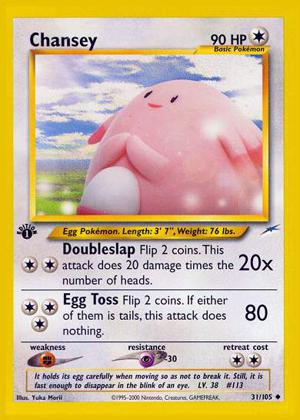 Chansey 90 HP
Basic Pokémon
EDITION
1
Egg Pokémon. Length: 3' 7", Weight: 76 lbs.
Doubleslap Flip 2 coins. This
attack does 20 damage times the
number of heads.
20x
Egg Toss Flip 2 coins. If either
of them is tails, this attack does
nothing.
80
weakness resistance retreat cost
30
It holds its egg carefully when moving so as not to break it. Still, it is
fast enough to disappear in the blink of an eye. LV. 38 #113
Illus. Yuka Morii ©1995-2000 Nintendo, Creatures, GAMEFREAK. 31/105